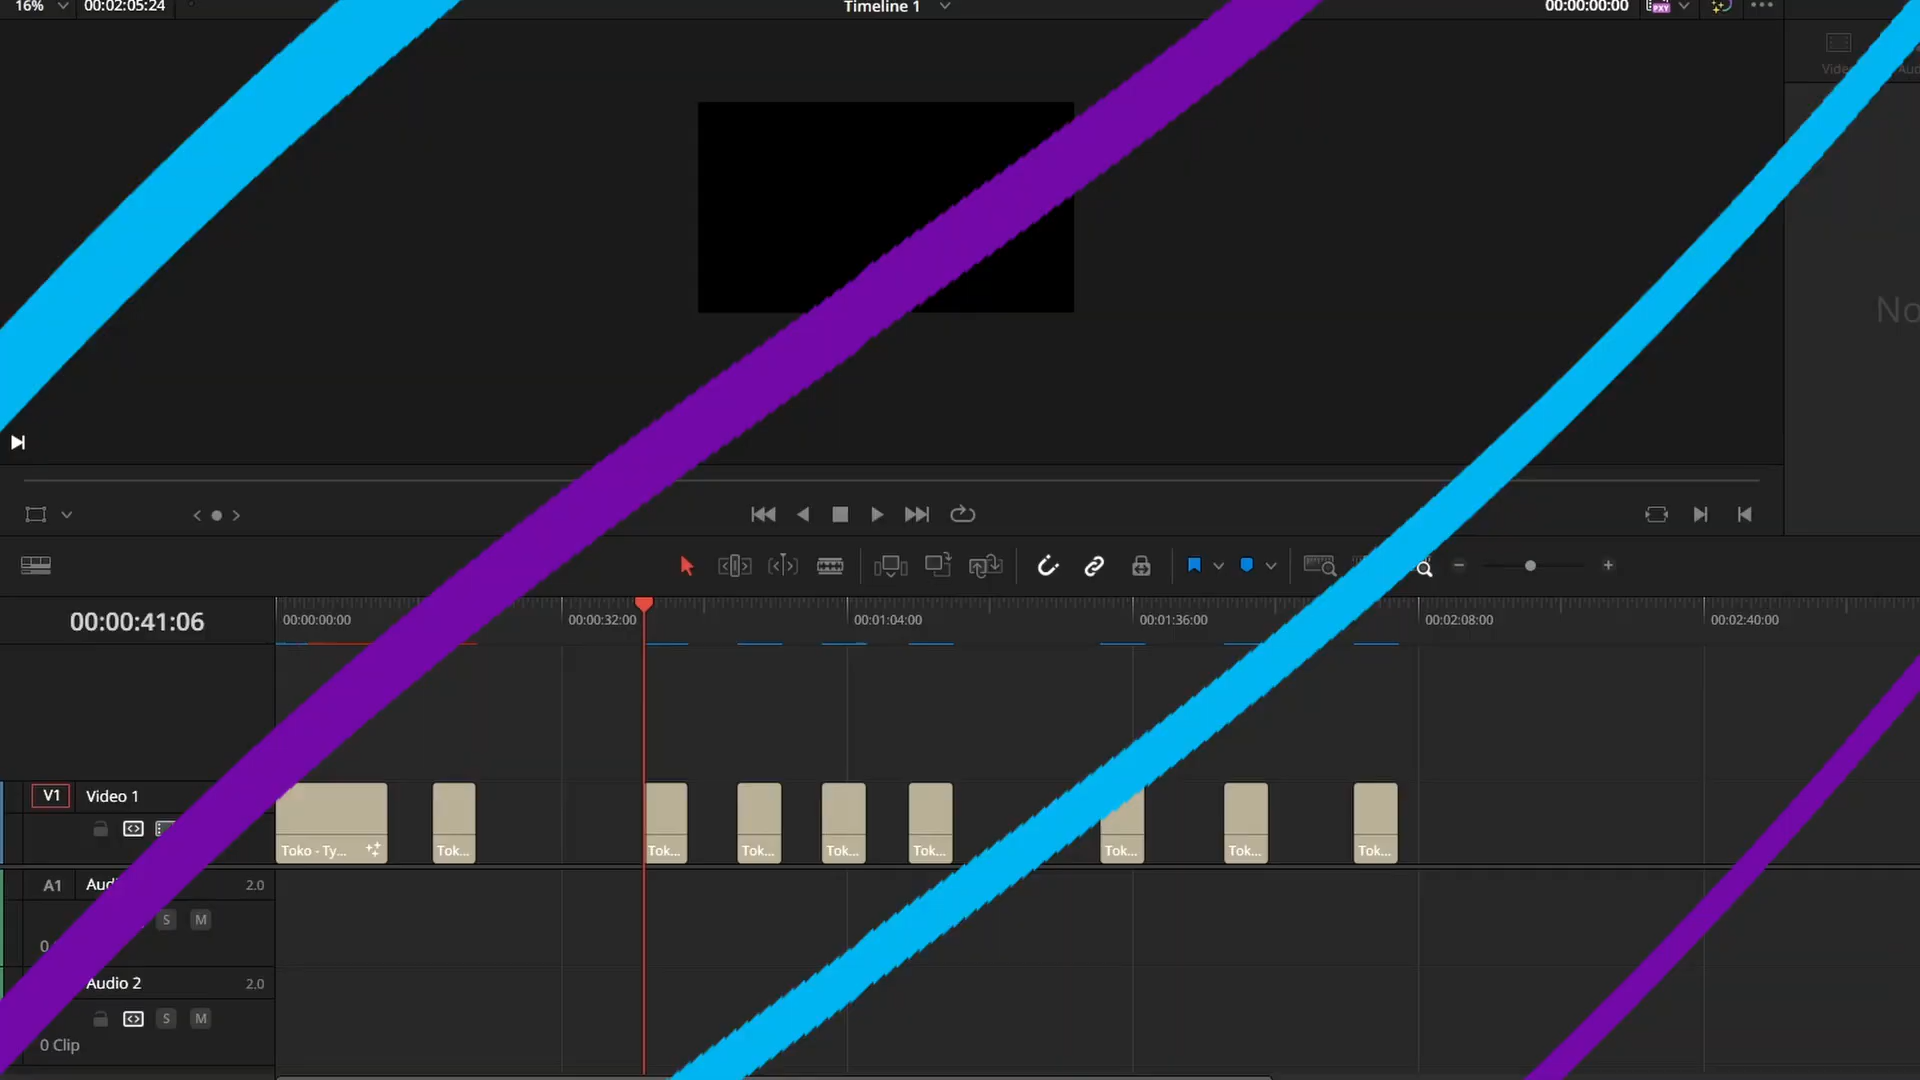 16% 00:02:05:24 Timeline 1 00:00:00:00
PXY
00:00:41:06 00:00:00:00 00:00:32:00 00:01:04:00 00:01:36:00 00:02:08:00 00:02:40:00
V1 Video 1
Toko - Ty... Tok... Tok... Tok... Tok... Tok... Tok... Tok... Tok...
A1 2.0
S M
0
Audio 2 2.0
S M
0 Clip